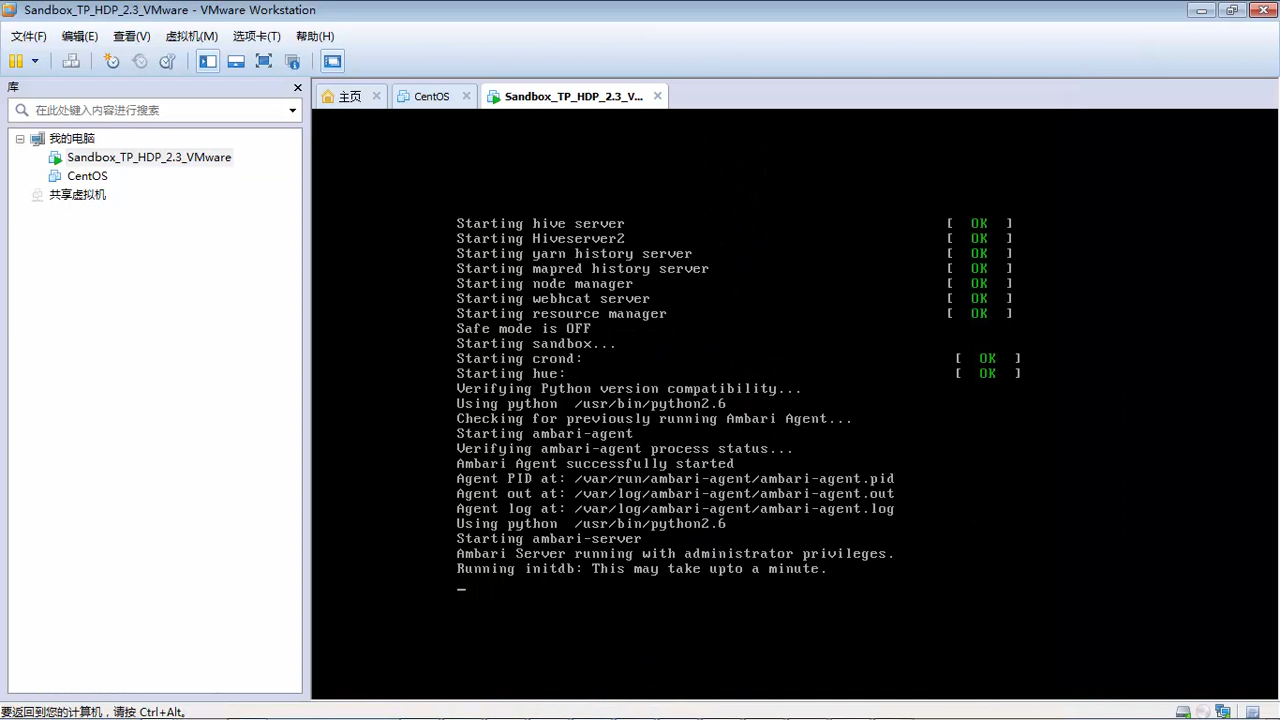 Sandbox_TP_HDP_2.3_VMware - VMware Workstation
文件(F) 编辑(E) 查看(V) 虚拟机(M) 选项卡(T) 帮助(H)
库
在此处键入内容进行搜索
我的电脑
Sandbox_TP_HDP_2.3_VMware
CentOS
共享虚拟机
主页 CentOS Sandbox_TP_HDP_2.3_V...
Starting hive server [ OK ]
Starting Hiveserver2 [ OK ]
Starting yarn history server [ OK ]
Starting mapred history server [ OK ]
Starting node manager [ OK ]
Starting webhcat server [ OK ]
Starting resource manager [ OK ]
Safe mode is OFF
Starting sandbox...
Starting crond: [ OK ]
Starting hue: [ OK ]
Verifying Python version compatibility...
Using python /usr/bin/python2.6
Checking for previously running Ambari Agent...
Starting ambari-agent
Verifying ambari-agent process status...
Ambari Agent successfully started
Agent PID at: /var/run/ambari-agent/ambari-agent.pid
Agent out at: /var/log/ambari-agent/ambari-agent.out
Agent log at: /var/log/ambari-agent/ambari-agent.log
Using python /usr/bin/python2.6
Starting ambari-server
Ambari Server running with administrator privileges.
Running initdb: This may take upto a minute.
要返回到您的计算机，请按 Ctrl+Alt。